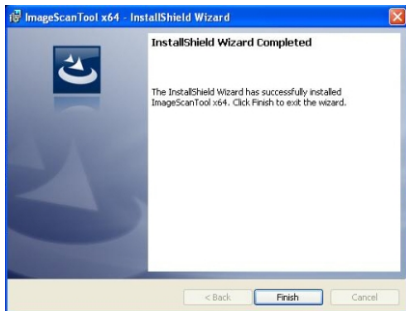 ImageScanTool x64 - InstallShield Wizard
InstallShield Wizard Completed
The InstallShield Wizard has successfully installed
ImageScanTool x64. Click Finish to exit the wizard.
< Back
Finish
Cancel